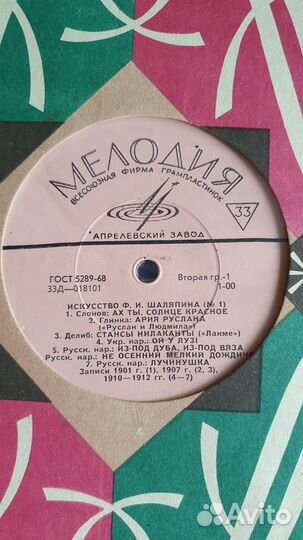 МЕЛОДИЯ
ВСЕСОЮЗНАЯ ФИРМА ГРАМПЛАСТИНОК
33
АПРЕЛЕВСКИЙ ЗАВОД
ГОСТ 5289-68
Вторая гр.-1
33Д—018101
1-00
ИСКУССТВО Ф. И. ШАЛЯПИНА (№ 1)
1. Слонов: АХ ТЫ, СОЛНЦЕ КРАСНОЕ
2. Глинка: АРИЯ РУСЛАНА
(«Руслан и Людмила»)
3. Делиб: СТАНСЫ НИЛАКАНТЫ («Лакме»)
4. Укр. нар.: ОЙ У ЛУЗI
5. Русск. нар.: ИЗ-ПОД ДУБА, ИЗ-ПОД ВЯЗА
Русск. нар.: НЕ ОСЕННИЙ МЕЛКИЙ ДОЖДИЧЕК
7. Русск. нар.: ЛУЧИНУШКА
Записи 1901 г. (1), 1907 г. (2, 3),
1910—1912 гг. (4—7)
Avito